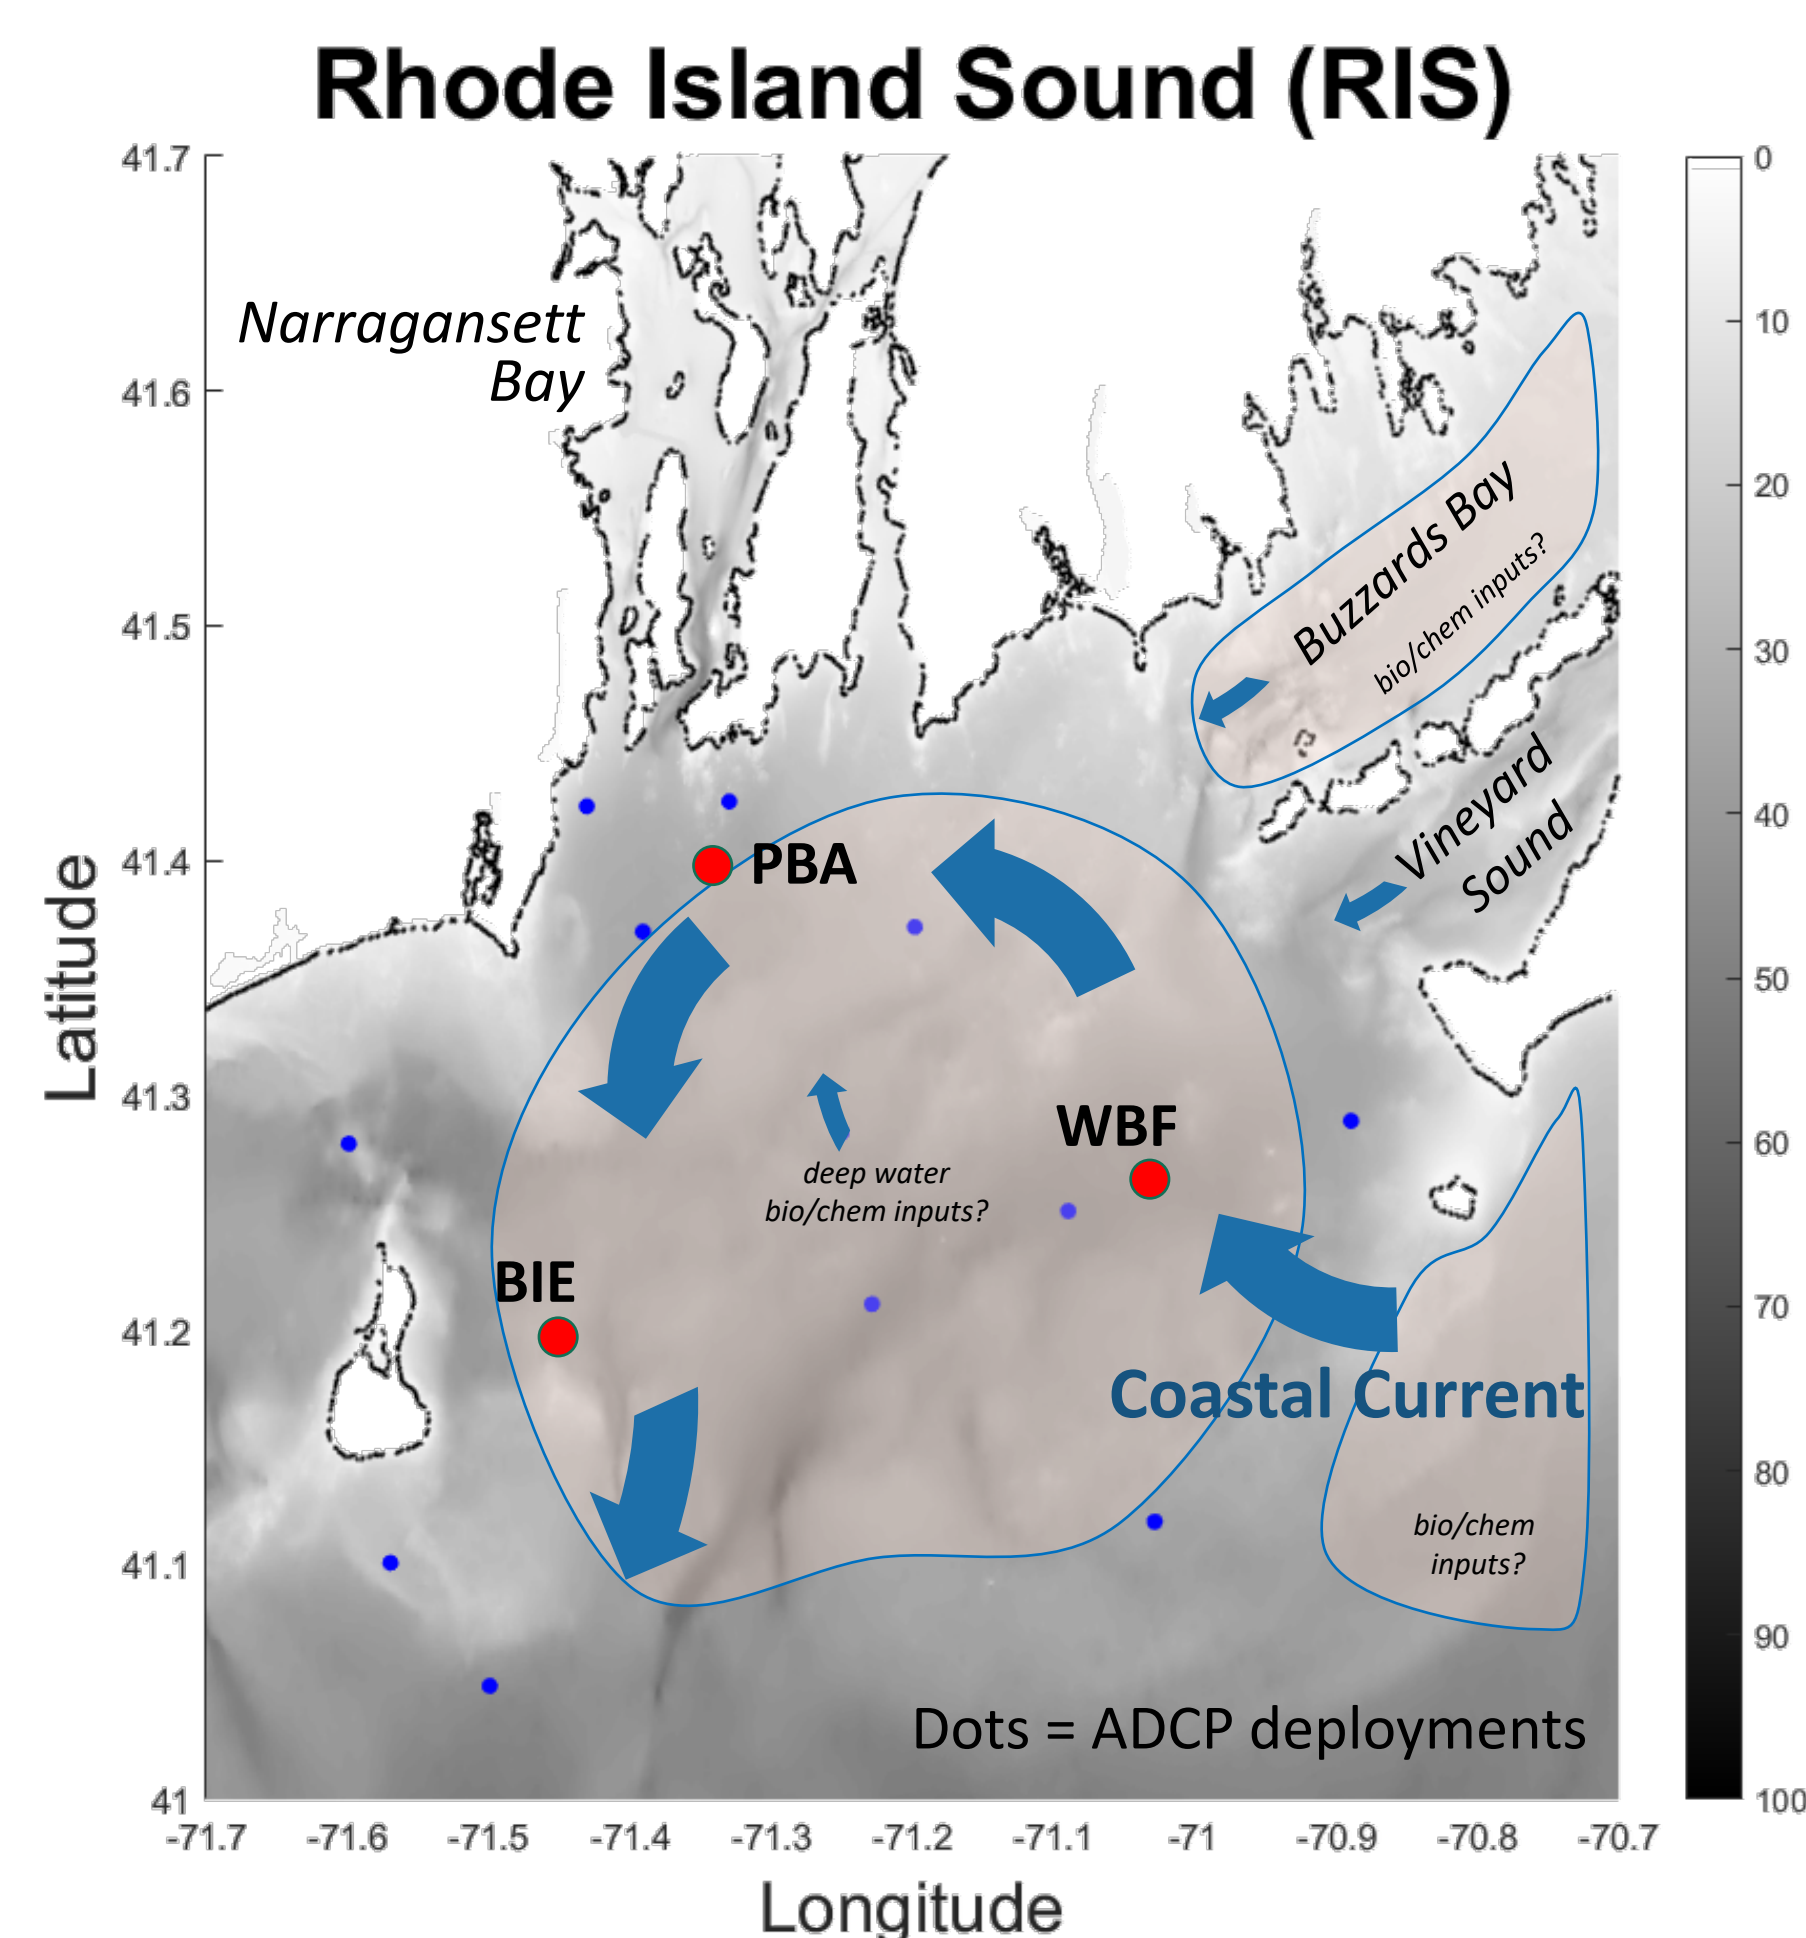 Rhode Island Sound (RIS)
41.7
41.6
41.5
41.4
41.3
41.2
41.1
41
Latitude
-71.7
-71.6
-71.5
-71.4
-71.3
-71.2
-71.1
-71
-70.9
-70.8
-70.7
Longitude
0
10
20
30
40
50
60
70
80
90
100
Narragansett
Bay
Buzzards Bay
bio/chem inputs?
Vineyard
Sound
PBA
WBF
deep water
bio/chem inputs?
BIE
Coastal Current
bio/chem
inputs?
Dots = ADCP deployments